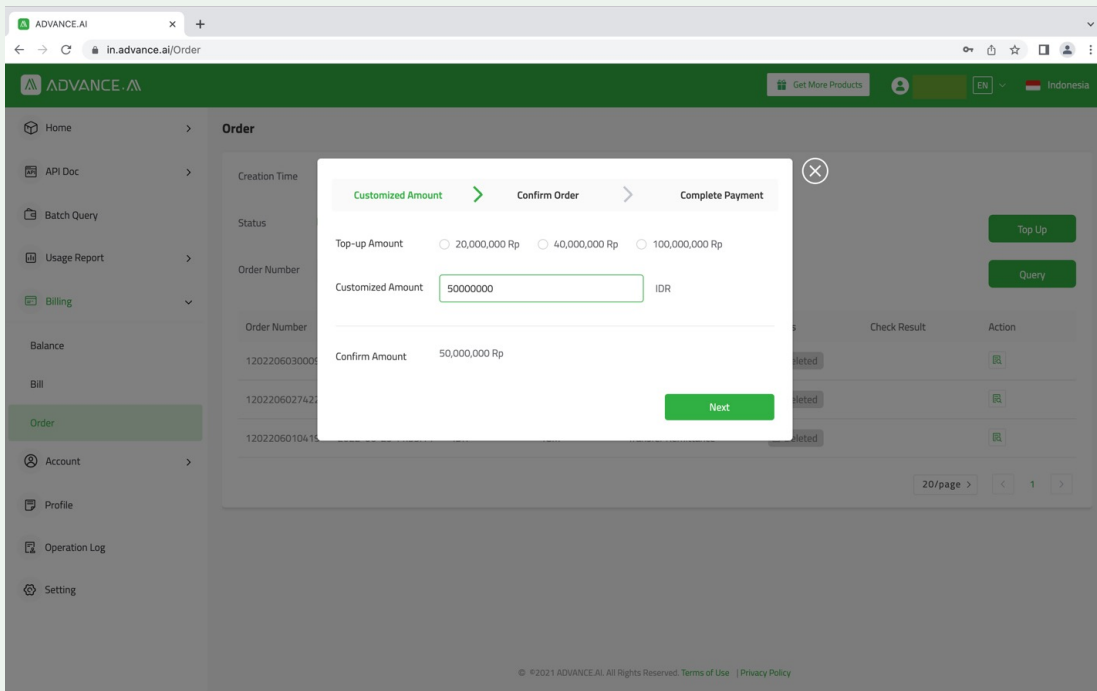 ADVANCE.AI
in.advance.ai/Order
ADVANCE.AI
Get More Products
EN
Indonesia
Home
API Doc
Batch Query
Usage Report
Billing
Balance
Bill
Order
Account
Profile
Operation Log
Setting
Order
Creation Time
Status
Order Number
Top Up
Query
Customized Amount
Confirm Order
Complete Payment
Top-up Amount
20,000,000 Rp
40,000,000 Rp
100,000,000 Rp
Customized Amount
50000000
IDR
Confirm Amount
50,000,000 Rp
Next
Order Number
Check Result
Action
20/page >
1
© ©2021 ADVANCE.AI. All Rights Reserved. Terms of Use | Privacy Policy